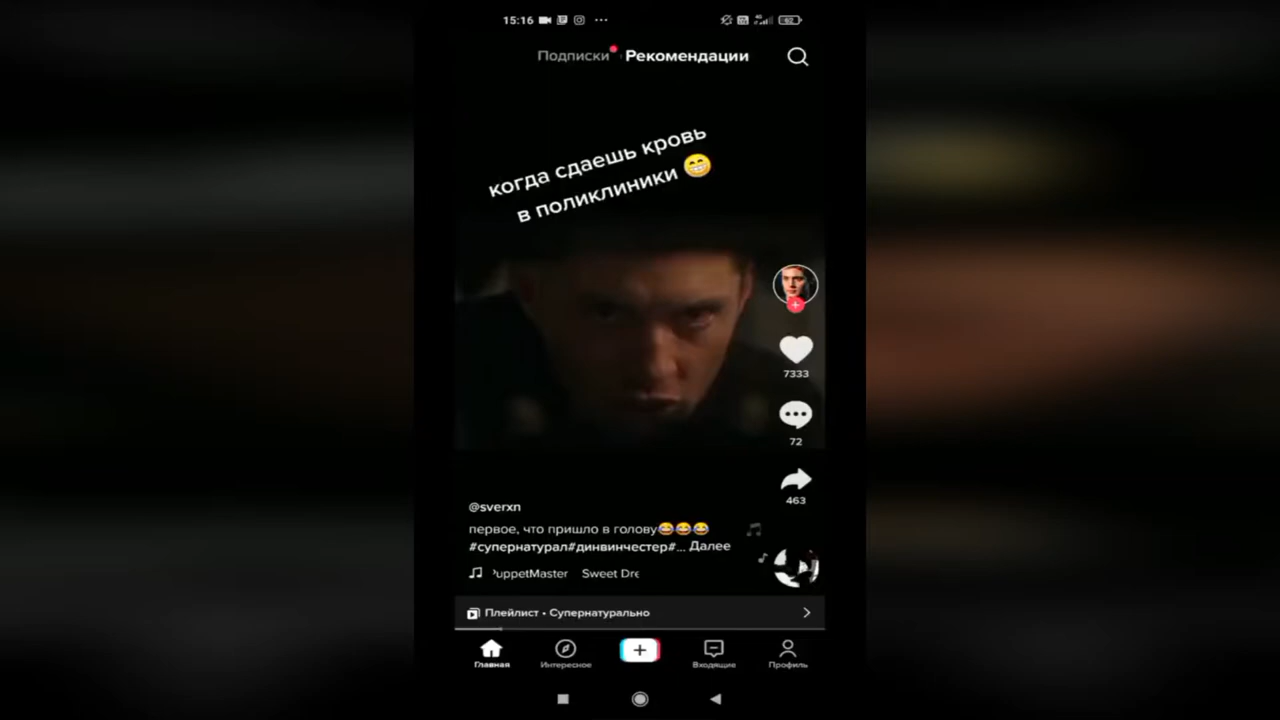 15:16
Подписки Рекомендации
когда сдаешь кровь
в поликлиники 😁
7333
72
463
@sverxn
первое, что пришло в голову😂😂😂
#супернатурал#динвинчестер#... Далее
PuppetMaster Sweet Dre
Плейлист • Супернатурально
Главная Интересное Входящие Профиль